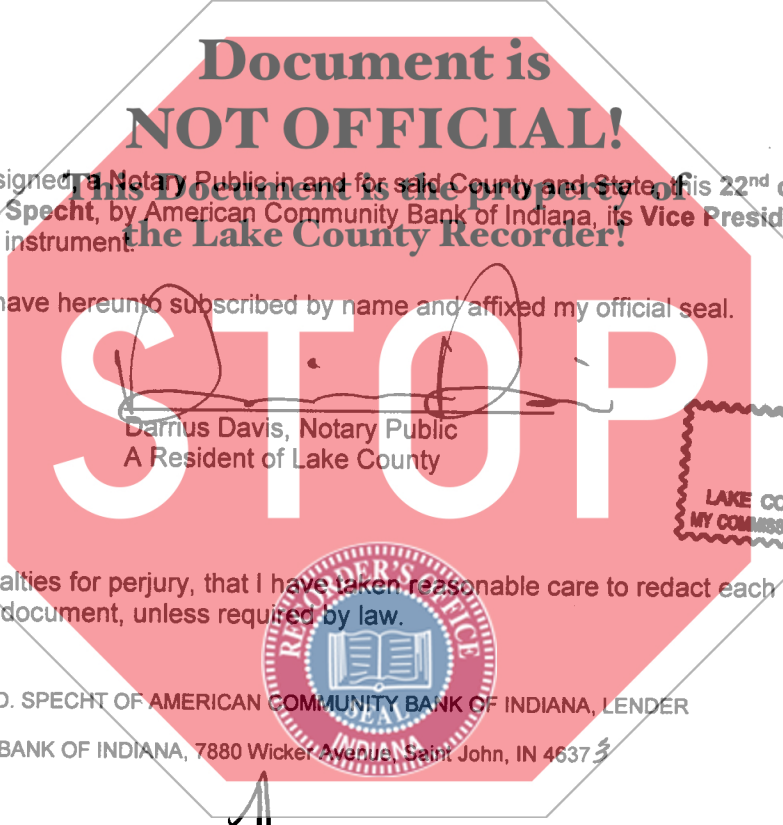 Document is
NOT OFFICIAL!
This Document is the property of
the Lake County Recorder!
signed, a Notary Public in and for said County and State, this 22nd
Specht, by American Community Bank of Indiana, its Vice Presid
instrument.
have hereunto subscribed by name and affixed my official seal.
STOP
Darrius Davis, Notary Public
A Resident of Lake County
LAKE CO
MY COMMISS
alties for perjury, that I have taken reasonable care to redact each
document, unless required by law.
RECORDER'S OFFICE
SEAL
INDIANA
D. SPECHT OF AMERICAN COMMUNITY BANK OF INDIANA, LENDER
BANK OF INDIANA, 7880 Wicker Avenue, Saint John, IN 46373